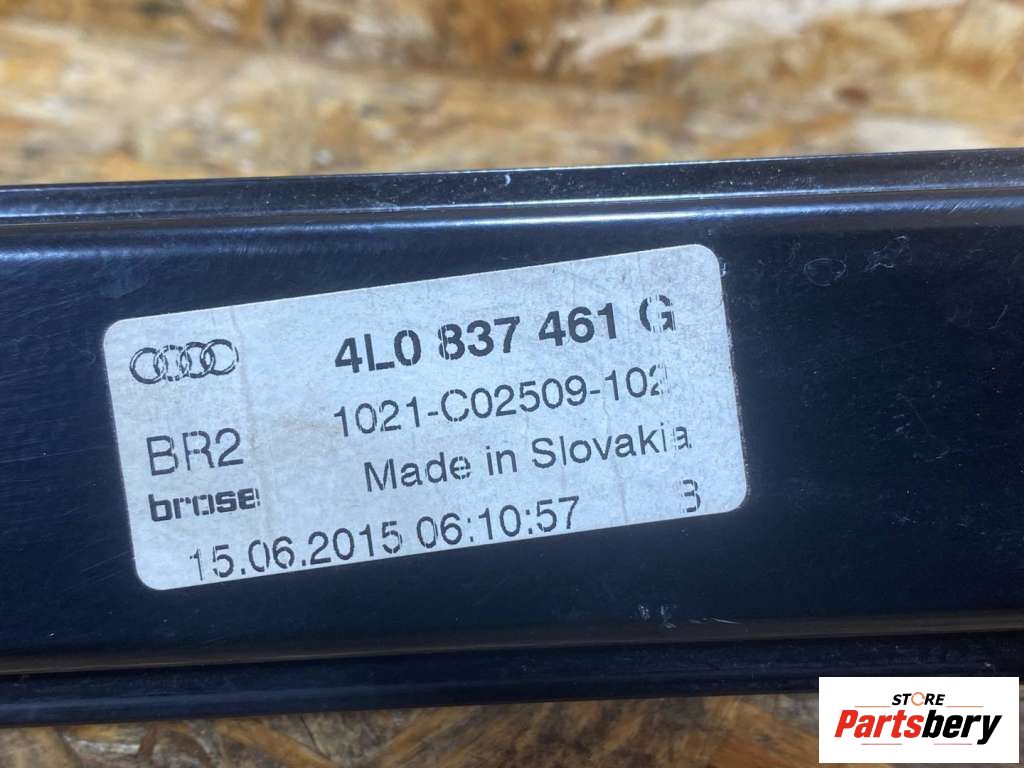 4L0 837 461 G
1021-C02509-102
BR2
Made in Slovakia
brose
15.06.2015 06:10:57 3
STORE
Partsbery